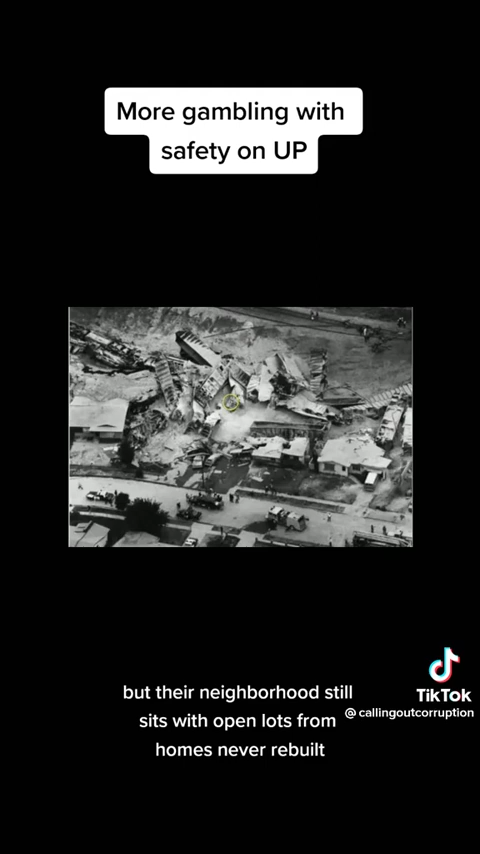 More gambling with
safety on UP
TikTok
@ callingoutcorruption
but their neighborhood still
sits with open lots from
homes never rebuilt